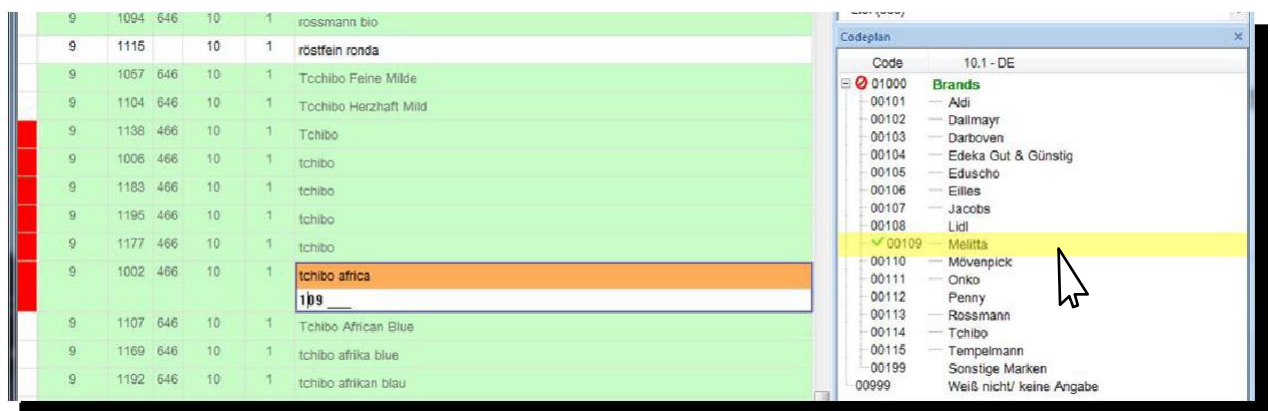 9 1094 646 10 1 rossmann bio
9 1115 10 1 röstfein ronda
9 1057 646 10 1 Tcchibo Feine Milde
9 1104 646 10 1 Tcchibo Herzhaft Mild
9 1138 466 10 1 Tchibo
9 1006 466 10 1 tchibo
9 1183 466 10 1 tchibo
9 1195 466 10 1 tchibo
9 1177 466 10 1 tchibo
9 1002 466 10 1 tchibo africa
109 ___
9 1107 646 10 1 Tchibo African Blue
9 1169 646 10 1 tchibo afrika blue
9 1192 646 10 1 tchibo afrikan blau
Codeplan
Code 10.1 - DE
01000 Brands
00101 Aldi
00102 Dallmayr
00103 Darboven
00104 Edeka Gut & Günstig
00105 Eduscho
00106 Eilles
00107 Jacobs
00108 Lidl
00109 Melitta
00110 Mövenpick
00111 Onko
00112 Penny
00113 Rossmann
00114 Tchibo
00115 Tempelmann
00199 Sonstige Marken
00999 Weiß nicht/ keine Angabe